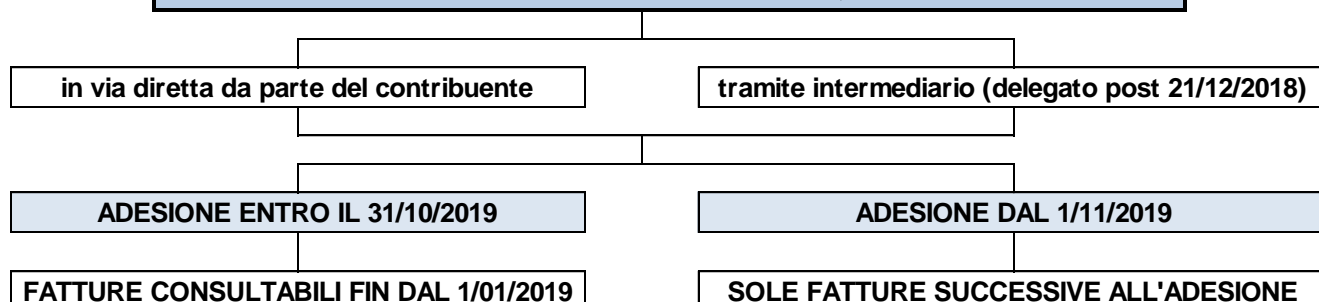 in via diretta da parte del contribuente
tramite intermediario (delegato post 21/12/2018)
ADESIONE ENTRO IL 31/10/2019
ADESIONE DAL 1/11/2019
FATTURE CONSULTABILI FIN DAL 1/01/2019
SOLE FATTURE SUCCESSIVE ALL'ADESIONE